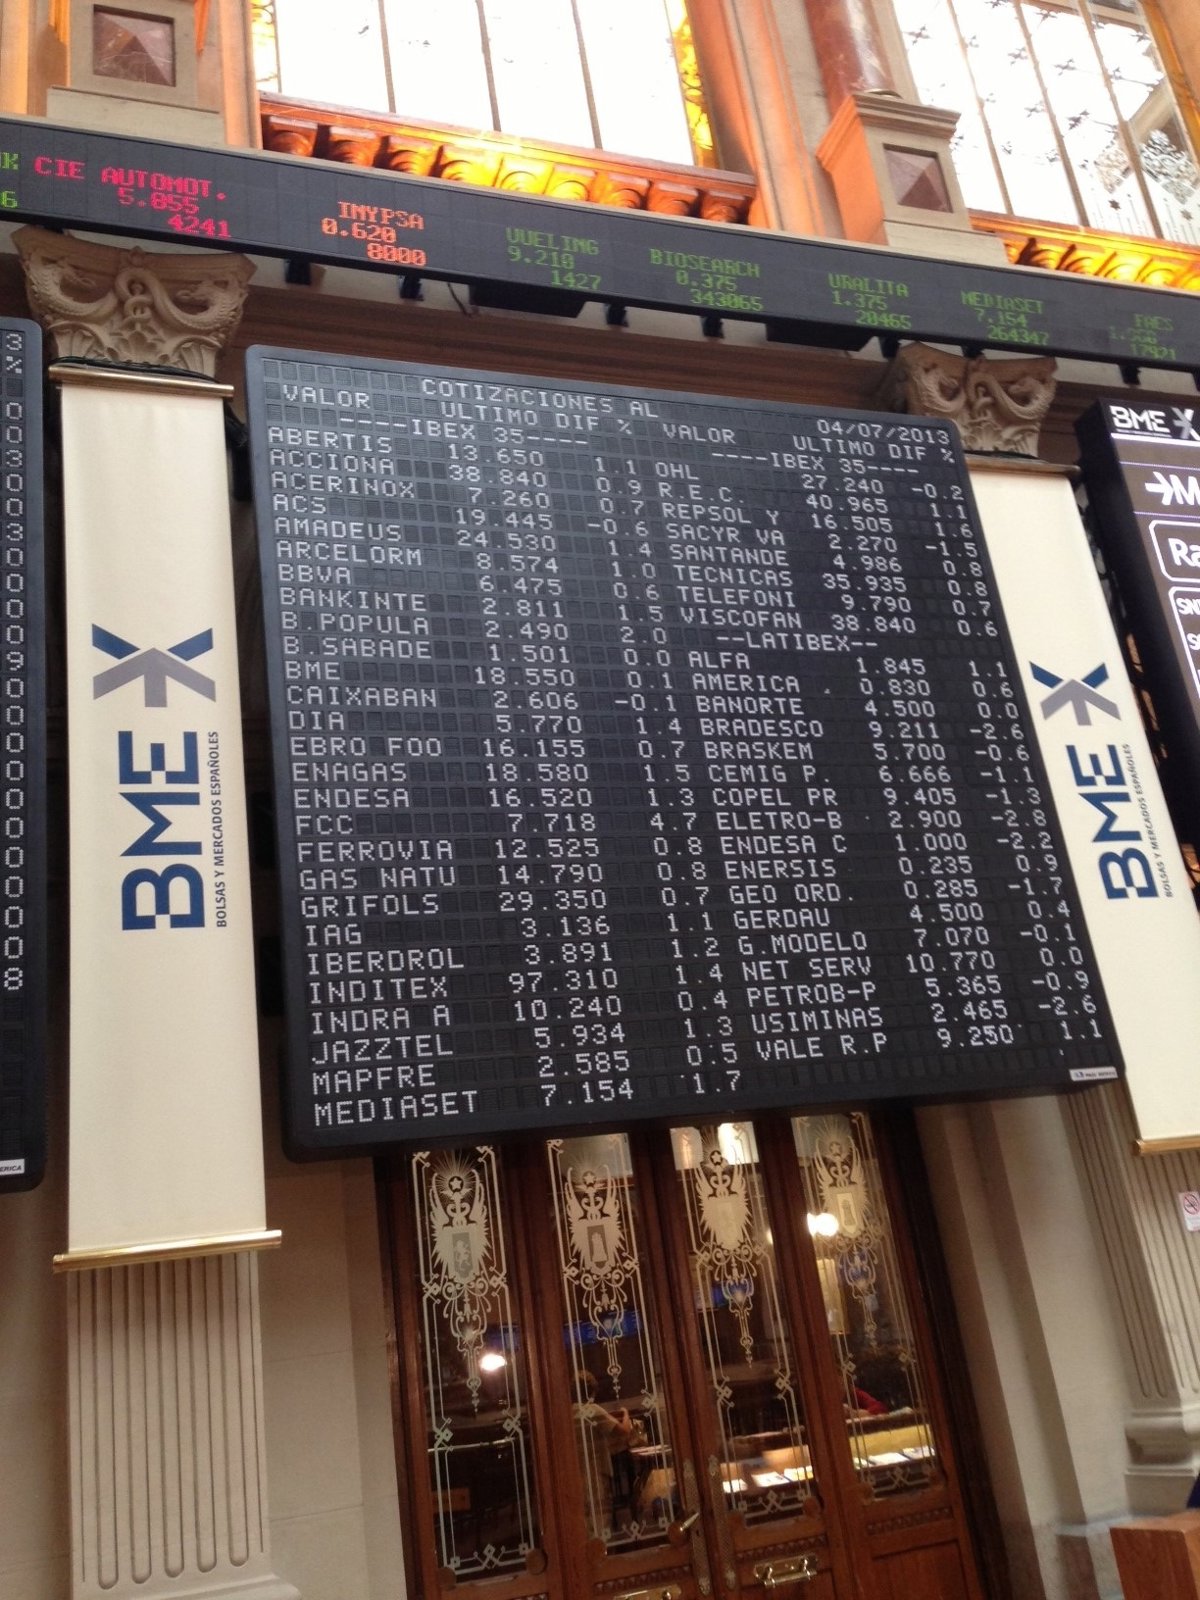 CIE AUTOMOT.
5.055
4241
INYPSA
0.620
8000
VUELING
9.210
1427
BIOSEARCH
0.375
343065
URALITA
1.375
20465
MEDIASET
7.154
264347
FAES
17921
COTIZACIONES AL 04/07/2013
VALOR ULTIMO DIF % VALOR ULTIMO DIF %
----IBEX 35---- ----IBEX 35----
ABERTIS 13.650 1.1 OHL 27.240 -0.2
ACCIONA 38.840 0.9 R.E.C. 40.965 1.1
ACERINOX 7.260 0.7 REPSOL Y 16.505 1.6
ACS 19.445 -0.6 SACYR VA 2.270 -1.5
AMADEUS 24.530 1.4 SANTANDE 4.986 0.8
ARCELORM 8.574 1.0 TECNICAS 35.935 0.8
BBVA 6.475 0.6 TELEFONI 9.790 0.7
BANKINTE 2.811 1.5 VISCOFAN 38.840 0.6
B.POPULA 2.490 2.0 --LATIBEX--
B.SABADE 1.501 0.0 ALFA 1.845 1.1
BME 18.550 0.1 AMERICA . 0.830 0.6
CAIXABAN 2.606 -0.1 BANORTE 4.500 0.0
DIA 5.770 1.4 BRADESCO 9.211 -2.6
EBRO FOO 16.155 0.7 BRASKEM 5.700 -0.6
ENAGAS 18.580 1.5 CEMIG P. 6.666 -1.1
ENDESA 16.520 1.3 COPEL PR 9.405 -1.3
FCC 7.718 4.7 ELETRO-B 2.900 -2.8
FERROVIA 12.525 0.8 ENDESA C 1.000 -2.2
GAS NATU 14.790 0.8 ENERSIS 0.235 0.9
GRIFOLS 29.350 0.7 GEO ORD. 0.285 -1.7
IAG 3.136 1.1 GERDAU 4.500 0.4
IBERDROL 3.891 1.2 G.MODELO 7.070 -0.1
INDITEX 97.310 1.4 NET SERV 10.770 0.0
INDRA A 10.240 0.4 PETROB-P 5.365 -0.9
JAZZTEL 5.934 1.3 USIMINAS 2.465 -2.6
MAPFRE 2.585 0.5 VALE R.P 9.250 1.1
MEDIASET 7.154 1.7
BME X
BOLSAS Y MERCADOS ESPAÑOLES
BME X
BOLSAS Y MERCADOS ESPAÑOLES
BME X